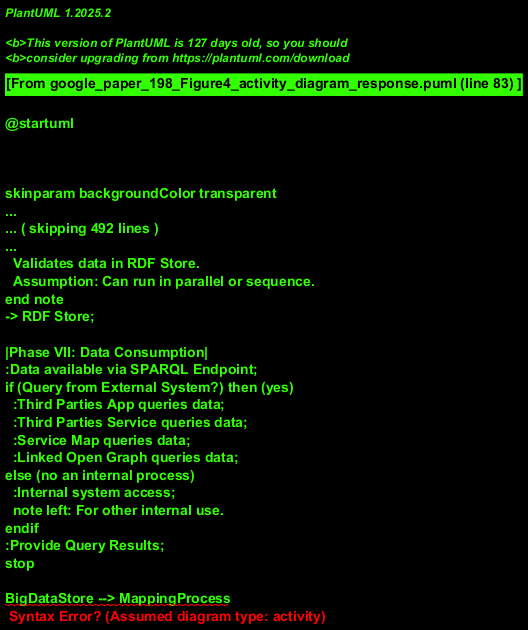 PlantUML 1.2025.2
<b>This version of PlantUML is 127 days old, so you should
<b>consider upgrading from https://plantuml.com/download
[From google_paper_198_Figure4_activity_diagram_response.puml (line 83) ]
@startuml
skinparam backgroundColor transparent
...
... ( skipping 492 lines )
...
Validates data in RDF Store.
Assumption: Can run in parallel or sequence.
end note
-> RDF Store;
|Phase VII: Data Consumption|
:Data available via SPARQL Endpoint;
if (Query from External System?) then (yes)
:Third Parties App queries data;
:Third Parties Service queries data;
:Service Map queries data;
:Linked Open Graph queries data;
else (no an internal process)
:Internal system access;
note left: For other internal use.
endif
:Provide Query Results;
stop
BigDataStore --> MappingProcess
Syntax Error? (Assumed diagram type: activity)